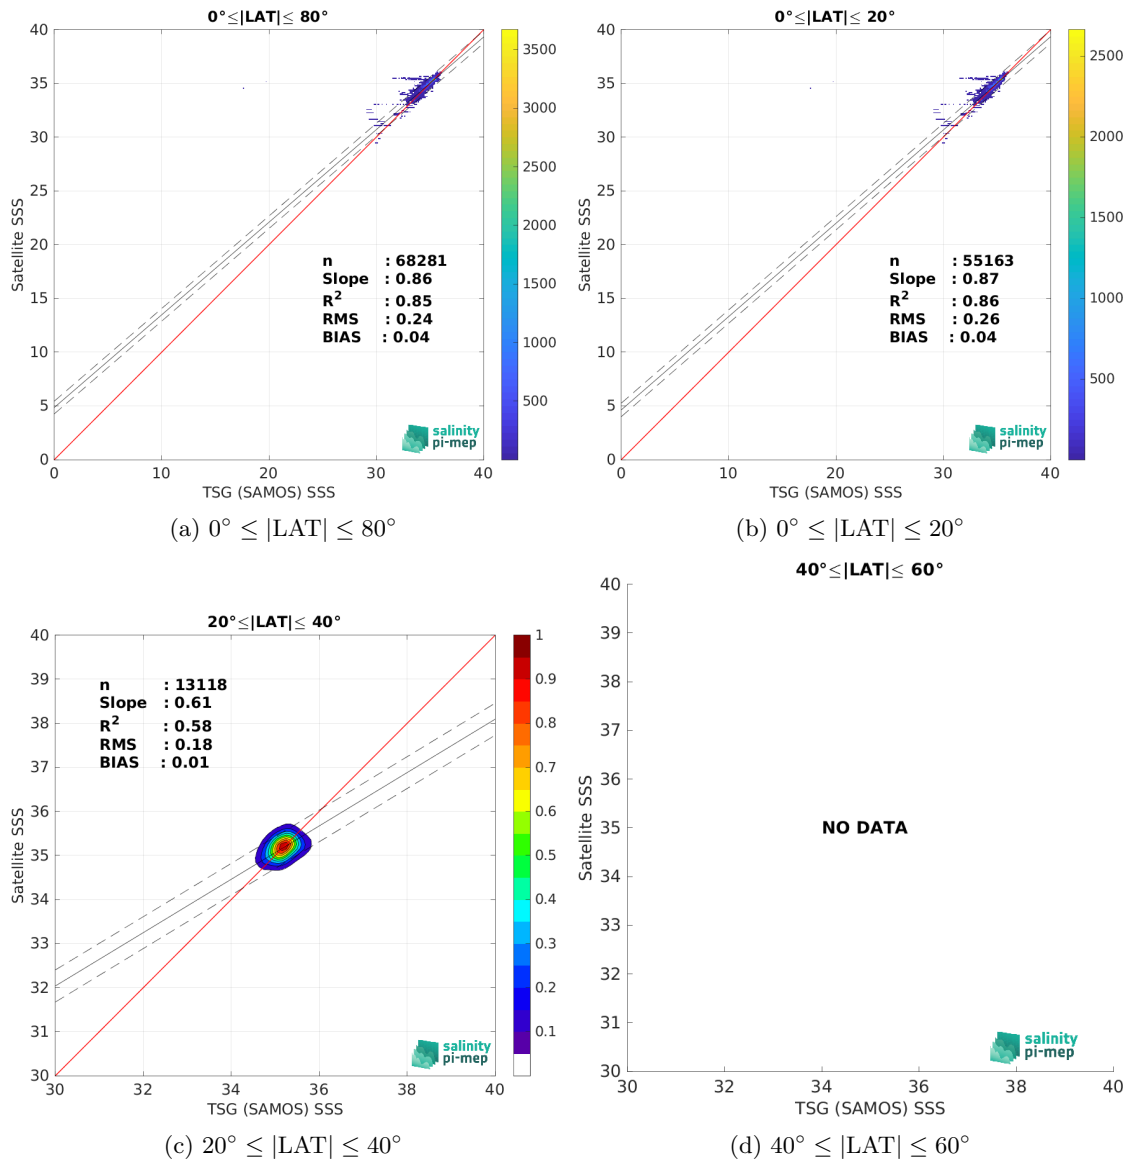 0°≤|LAT|≤ 80°
40
35
30
25
20
15
10
5
0
0
10
20
30
40
Satellite SSS
TSG (SAMOS) SSS
n : 68281
Slope : 0.86
R2 : 0.85
RMS : 0.24
BIAS : 0.04
salinity
pi-mep
3500
3000
2500
2000
1500
1000
500
(a) 0° ≤ |LAT| ≤ 80°
0°≤|LAT|≤ 20°
40
35
30
25
20
15
10
5
0
0
10
20
30
40
Satellite SSS
TSG (SAMOS) SSS
n : 55163
Slope : 0.87
R2 : 0.86
RMS : 0.26
BIAS : 0.04
salinity
pi-mep
2500
2000
1500
1000
500
(b) 0° ≤ |LAT| ≤ 20°
20°≤|LAT|≤ 40°
40
39
38
37
36
35
34
33
32
31
30
30
32
34
36
38
40
Satellite SSS
TSG (SAMOS) SSS
n : 13118
Slope : 0.61
R2 : 0.58
RMS : 0.18
BIAS : 0.01
salinity
pi-mep
1
0.9
0.8
0.7
0.6
0.5
0.4
0.3
0.2
0.1
(c) 20° ≤ |LAT| ≤ 40°
40°≤|LAT|≤ 60°
40
39
38
37
36
35
34
33
32
31
30
30
32
34
36
38
40
Satellite SSS
TSG (SAMOS) SSS
NO DATA
salinity
pi-mep
(d) 40° ≤ |LAT| ≤ 60°